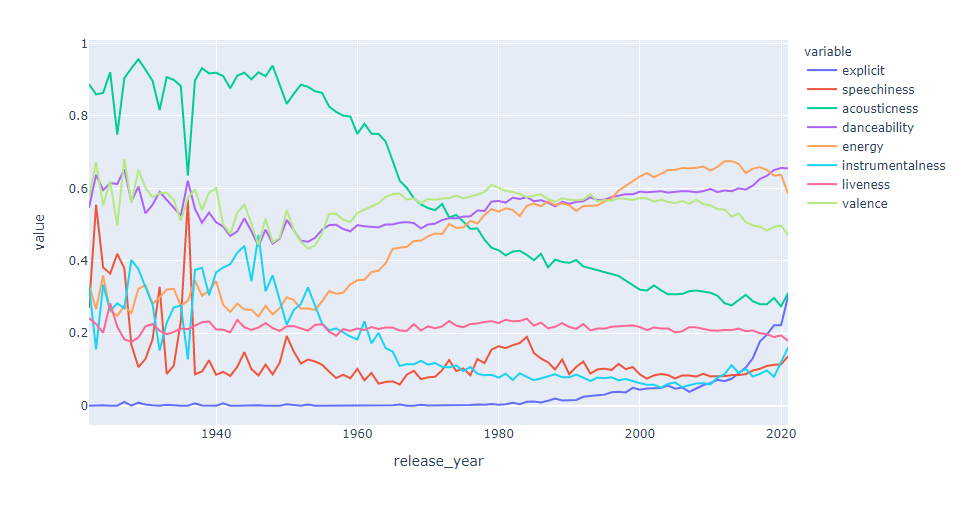 variable
explicit
speechiness
acousticness
danceability
energy
instrumentalness
liveness
valence
value
1
0.8
0.6
0.4
0.2
0
1940
1960
1980
2000
2020
release_year